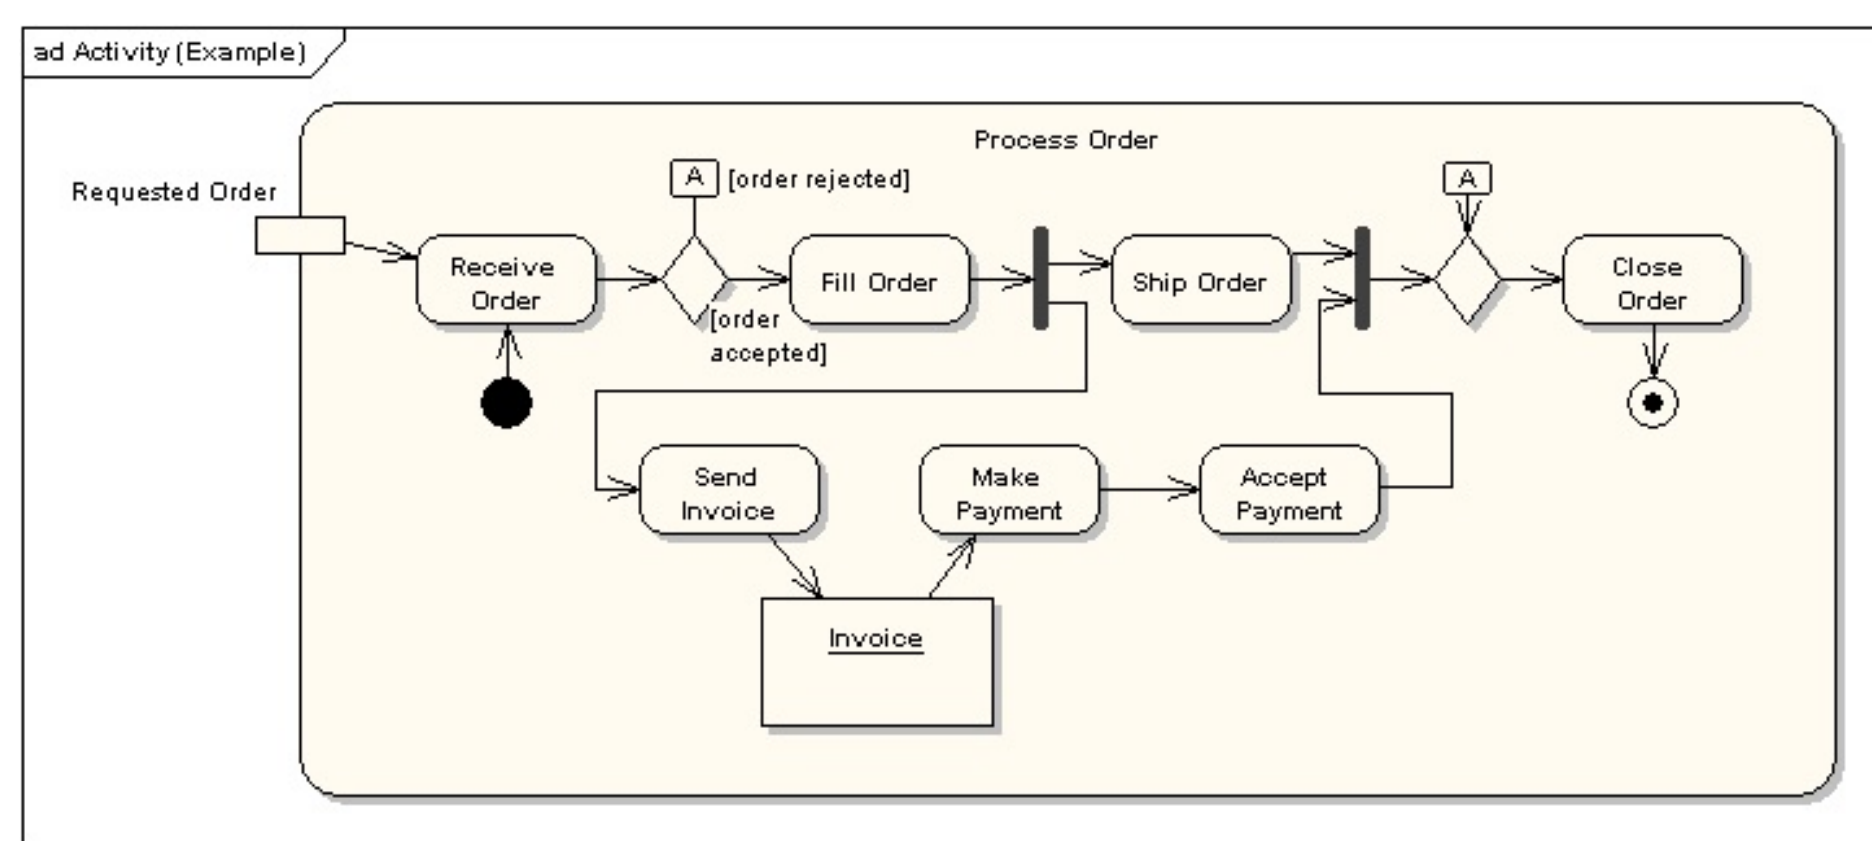 ad Activity (Example)
Process Order
Requested Order
A
[order rejected]
A
Receive
Order
[order
accepted]
Fill Order
Ship Order
Close
Order
Send
Invoice
Make
Payment
Accept
Payment
Invoice